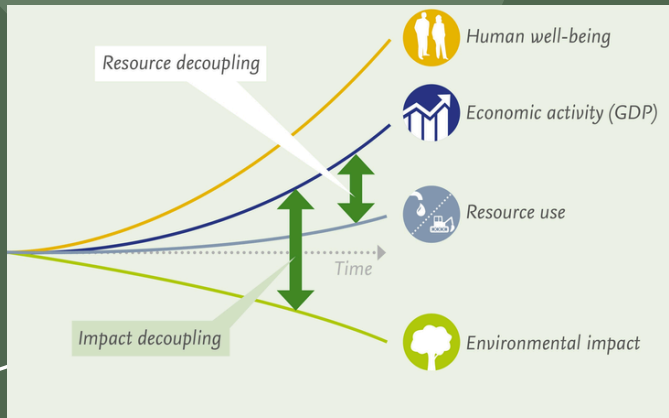 Human well-being
Resource decoupling
Economic activity (GDP)
Resource use
Time
Impact decoupling
Environmental impact